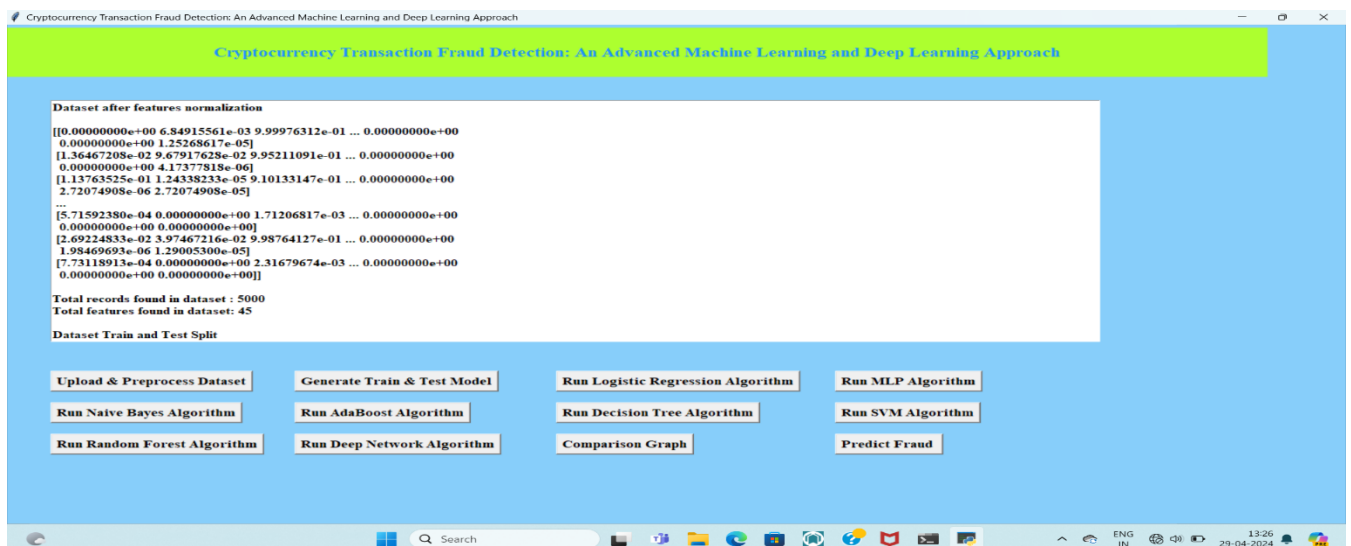 Cryptocurrency Transaction Fraud Detection: An Advanced Machine Learning and Deep Learning Approach
Cryptocurrency Transaction Fraud Detection: An Advanced Machine Learning and Deep Learning Approach
Dataset after features normalization
[[0.00000000e+00 6.84915561e-03 9.99976312e-01 ... 0.00000000e+00
0.00000000e+00 1.25268617e-05]
[1.36467208e-02 9.67917628e-02 9.95211091e-01 ... 0.00000000e+00
0.00000000e+00 4.17377818e-06]
[1.13763525e-01 1.24338233e-05 9.10133147e-01 ... 0.00000000e+00
2.72074908e-06 2.72074908e-05]
...
[5.71592380e-04 0.00000000e+00 1.71206817e-03 ... 0.00000000e+00
0.00000000e+00 0.00000000e+00]
[2.69224833e-02 3.97467216e-02 9.98764127e-01 ... 0.00000000e+00
1.98469693e-06 1.29005300e-05]
[7.73118913e-04 0.00000000e+00 2.31679674e-03 ... 0.00000000e+00
0.00000000e+00 0.00000000e+00]]
Total records found in dataset : 5000
Total features found in dataset: 45
Dataset Train and Test Split
Upload & Preprocess Dataset Generate Train & Test Model Run Logistic Regression Algorithm Run MLP Algorithm
Run Naive Bayes Algorithm Run AdaBoost Algorithm Run Decision Tree Algorithm Run SVM Algorithm
Run Random Forest Algorithm Run Deep Network Algorithm Comparison Graph Predict Fraud
Search ENG 13:26
IN 29-04-2024